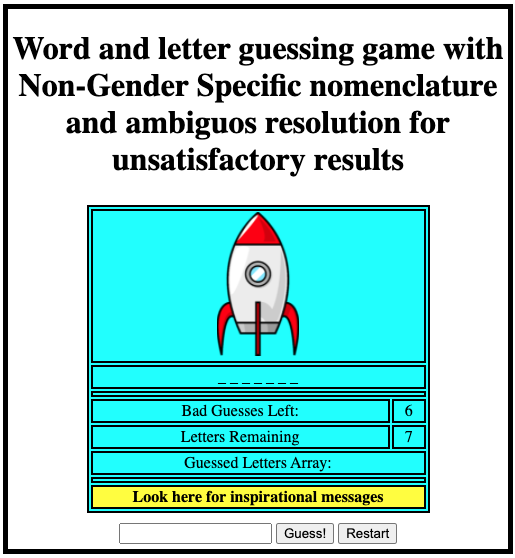 Word and letter guessing game with
Non-Gender Specific nomenclature
and ambiguos resolution for
unsatisfactory results
_ _ _ _ _ _ _
Bad Guesses Left: 6
Letters Remaining 7
Guessed Letters Array:
Look here for inspirational messages
Guess! Restart